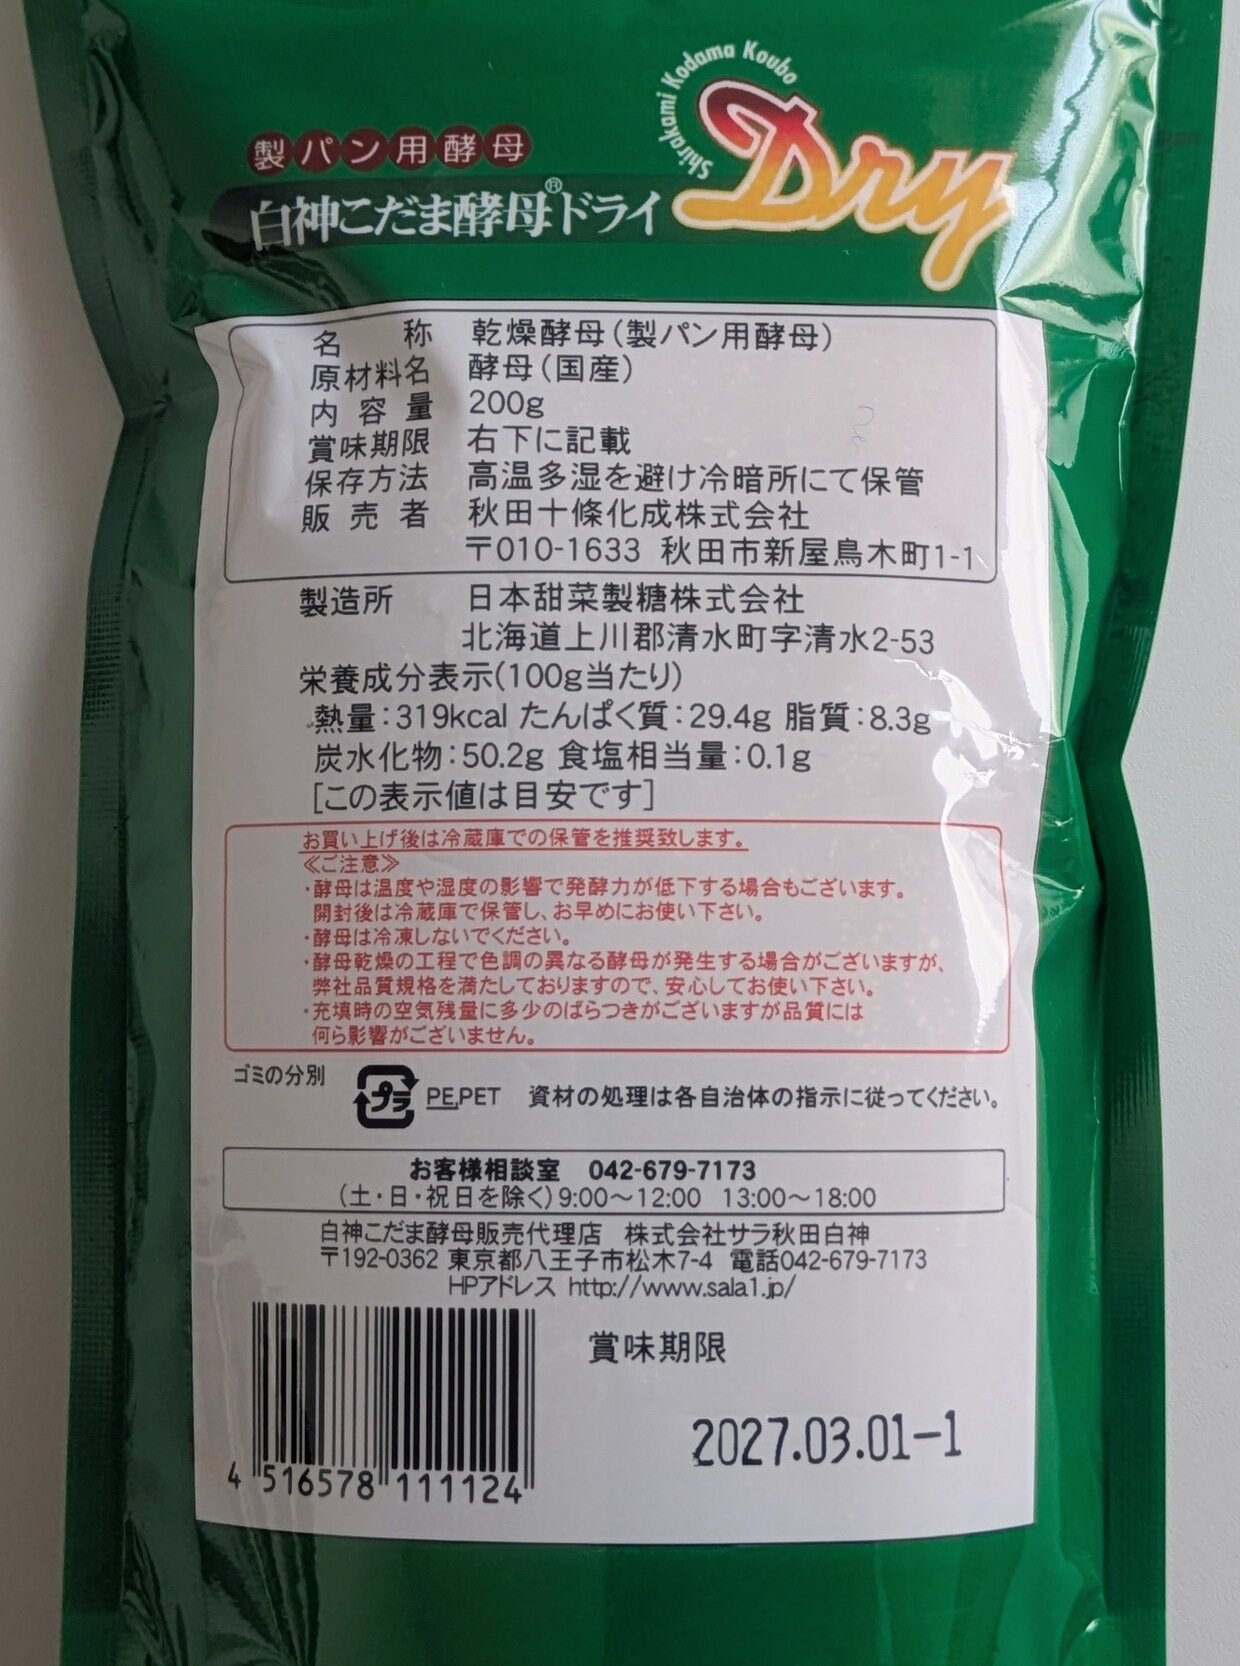 Shirakami Kodama Koubo
Dry
製パン用酵母
白神こだま酵母®ドライ
名称 乾燥酵母(製パン用酵母)
原材料名 酵母(国産)
内容量 200g
賞味期限 右下に記載
保存方法 高温多湿を避け冷暗所にて保管
販売者 秋田十條化成株式会社
〒010-1633 秋田市新屋鳥木町1-1
製造所 日本甜菜製糖株式会社
北海道上川郡清水町字清水2-53
栄養成分表示(100g当たり)
熱量:319kcal たんぱく質:29.4g 脂質:8.3g
炭水化物:50.2g 食塩相当量:0.1g
[この表示値は目安です]
お買い上げ後は冷蔵庫での保管を推奨致します。
≪ご注意≫
・酵母は温度や湿度の影響で発酵力が低下する場合もございます。
開封後は冷蔵庫で保管し、お早めにお使い下さい。
・酵母は冷凍しないでください。
・酵母乾燥の工程で色調の異なる酵母が発生する場合がございますが、
弊社品質規格を満たしておりますので、安心してお使い下さい。
・充填時の空気残量に多少のばらつきがございますが品質には
何ら影響がございません。
ゴミの分別 プラ PE,PET 資材の処理は各自治体の指示に従ってください。
お客様相談室 042-679-7173
(土・日・祝日を除く)9:00～12:00 13:00～18:00
白神こだま酵母販売代理店 株式会社サラ秋田白神
〒192-0362 東京都八王子市松木7-4 電話042-679-7173
HPアドレス http://www.sala1.jp/
賞味期限
2027.03.01-1
4 516578 111124